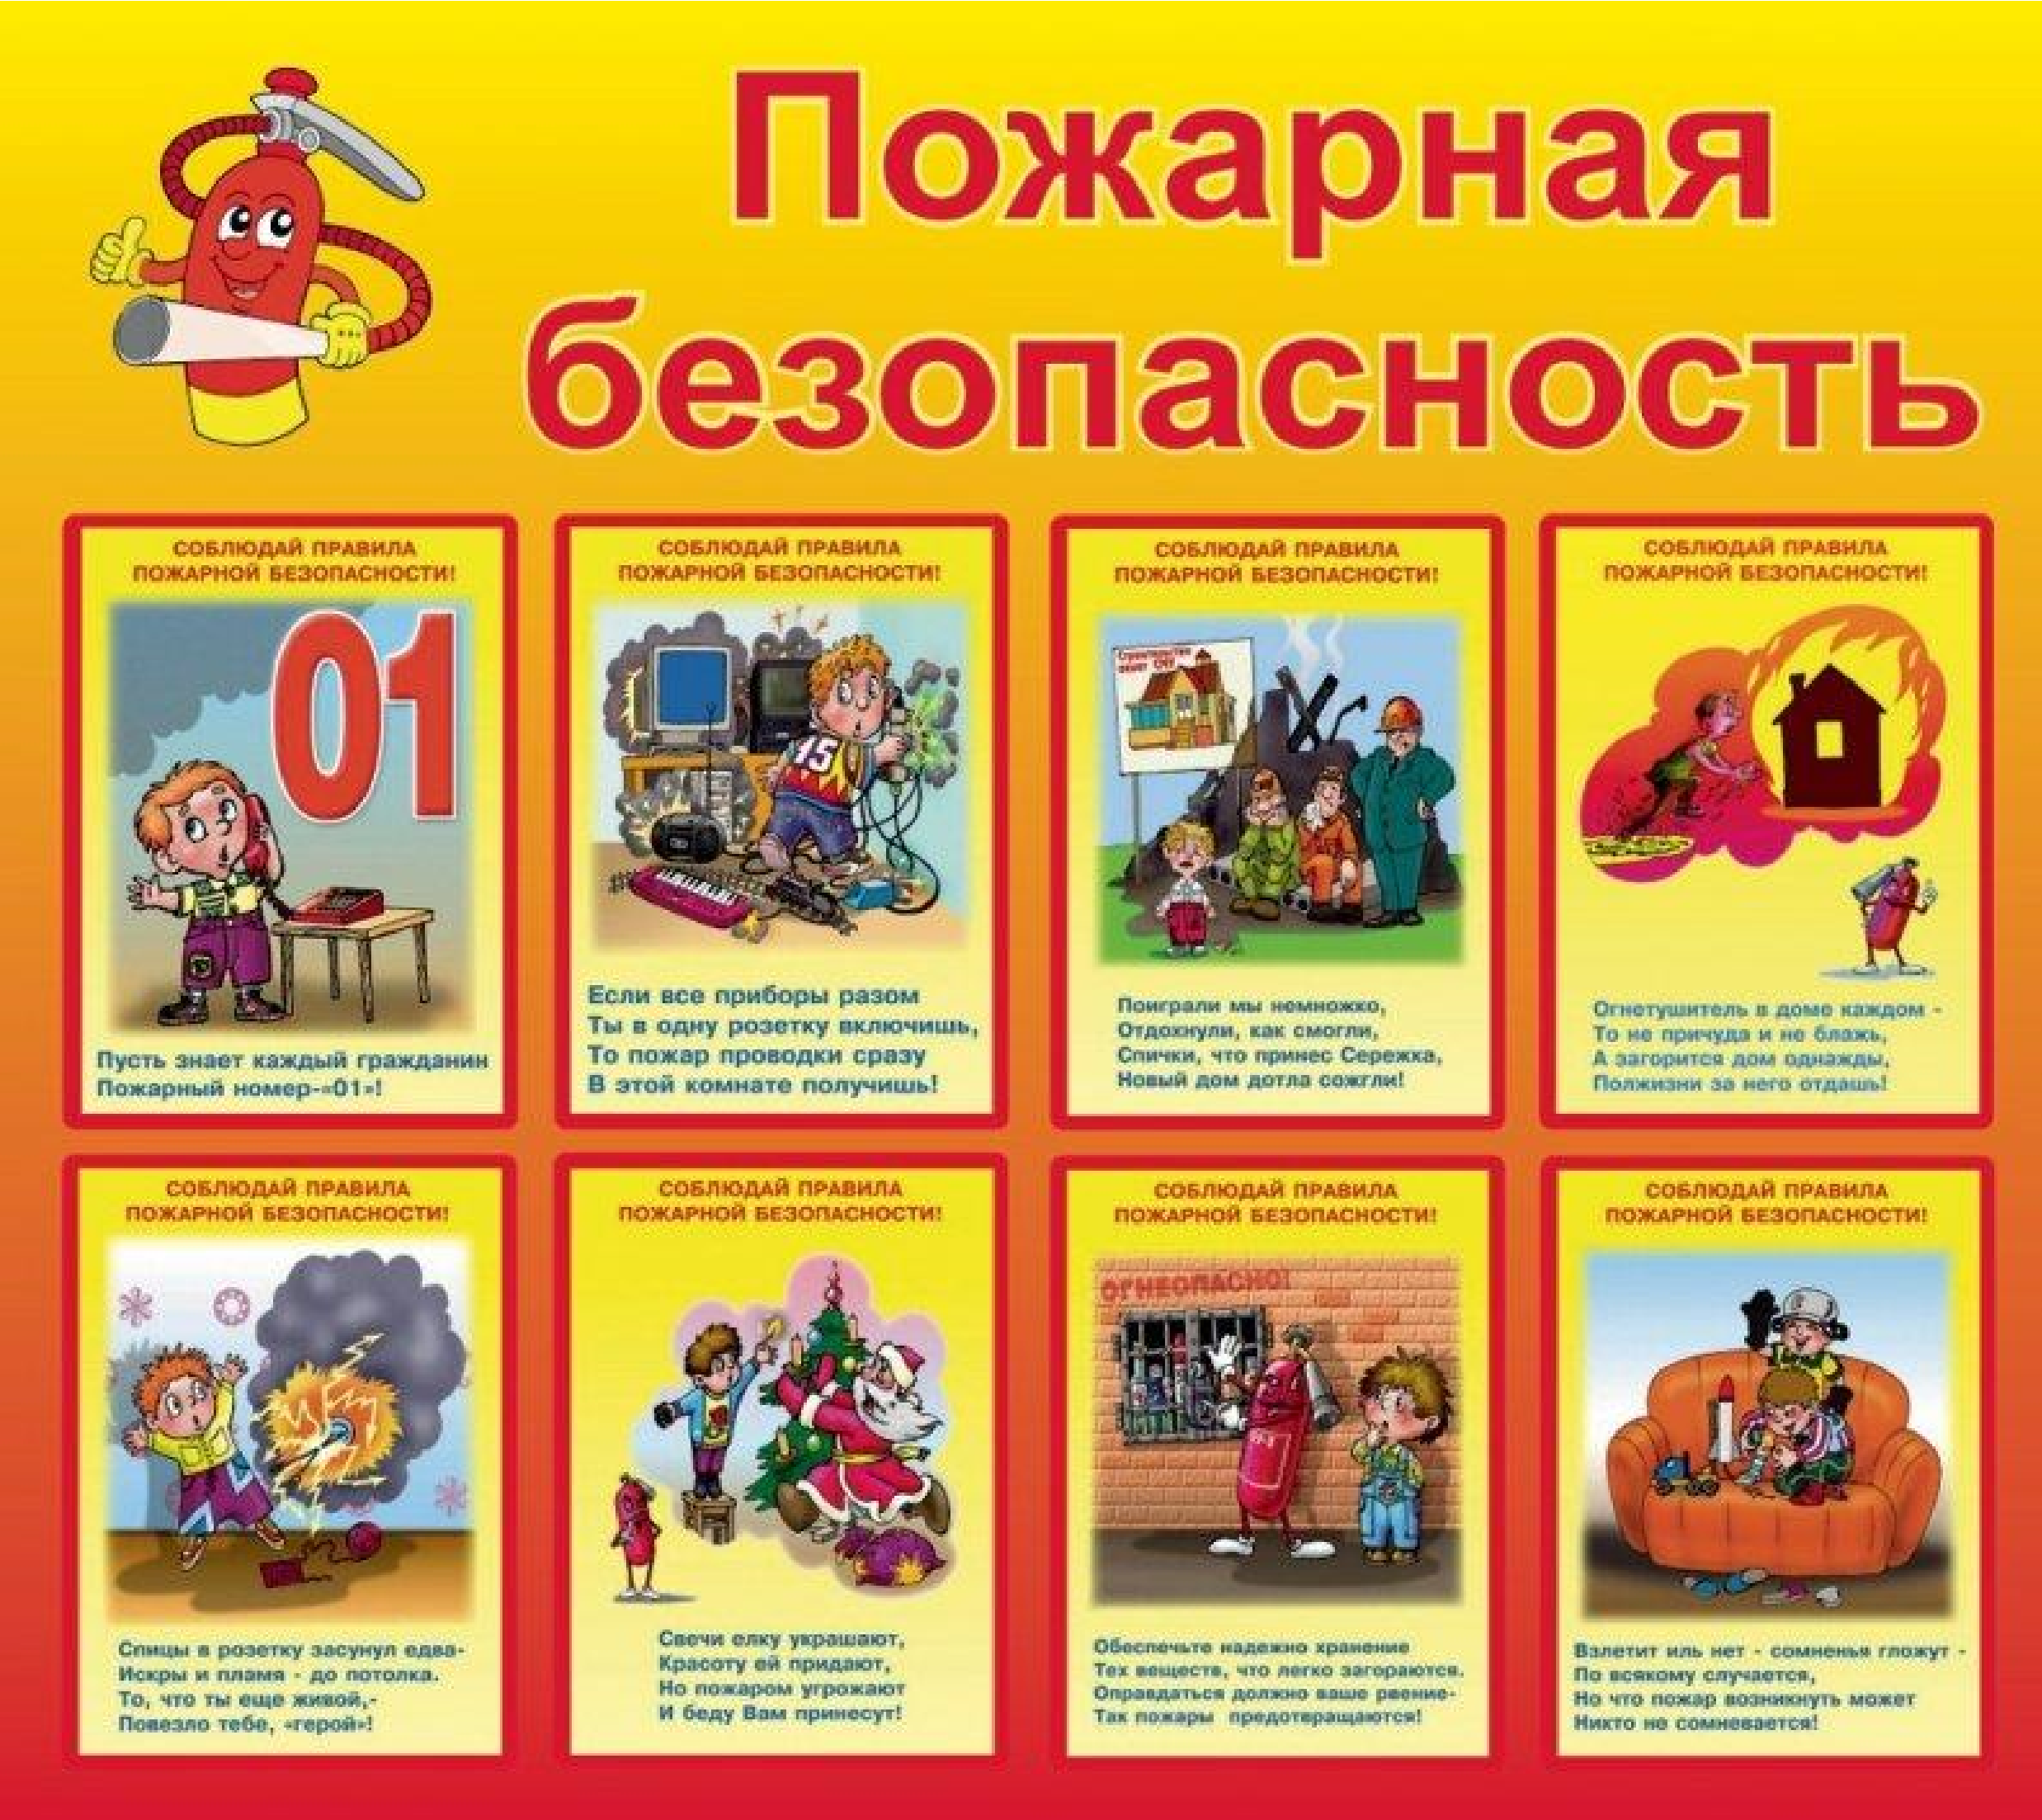 Пожарная
безопасность
СОБЛЮДАЙ ПРАВИЛА
ПОЖАРНОЙ БЕЗОПАСНОСТИ!
01
Пусть знает каждый гражданин
Пожарный номер-«01»!
СОБЛЮДАЙ ПРАВИЛА
ПОЖАРНОЙ БЕЗОПАСНОСТИ!
15
Если все приборы разом
Ты в одну розетку включишь,
То пожар проводки сразу
В этой комнате получишь!
СОБЛЮДАЙ ПРАВИЛА
ПОЖАРНОЙ БЕЗОПАСНОСТИ!
Строительство
Поиграли мы немножко,
Отдохнули, как смогли,
Спички, что принес Сережка,
Новый дом дотла сожгли!
СОБЛЮДАЙ ПРАВИЛА
ПОЖАРНОЙ БЕЗОПАСНОСТИ!
Огнетушитель в доме каждом -
То не причуда и не блажь,
А загорится дом однажды,
Полжизни за него отдашь!
СОБЛЮДАЙ ПРАВИЛА
ПОЖАРНОЙ БЕЗОПАСНОСТИ!
Спицы в розетку засунул едва-
Искры и пламя - до потолка.
То, что ты еще живой,-
Повезло тебе, «герой»!
СОБЛЮДАЙ ПРАВИЛА
ПОЖАРНОЙ БЕЗОПАСНОСТИ!
Свечи елку украшают,
Красоту ей придают,
Но пожаром угрожают
И беду Вам принесут!
СОБЛЮДАЙ ПРАВИЛА
ПОЖАРНОЙ БЕЗОПАСНОСТИ!
ОГНЕОПАСНО!
Обеспечьте надежно хранение
Тех веществ, что легко загораются.
Оправдаться должно ваше рвение-
Так пожары предотвращаются!
СОБЛЮДАЙ ПРАВИЛА
ПОЖАРНОЙ БЕЗОПАСНОСТИ!
Взлетит иль нет - сомненья гложут -
По всякому случается,
Но что пожар возникнуть может
Никто не сомневается!